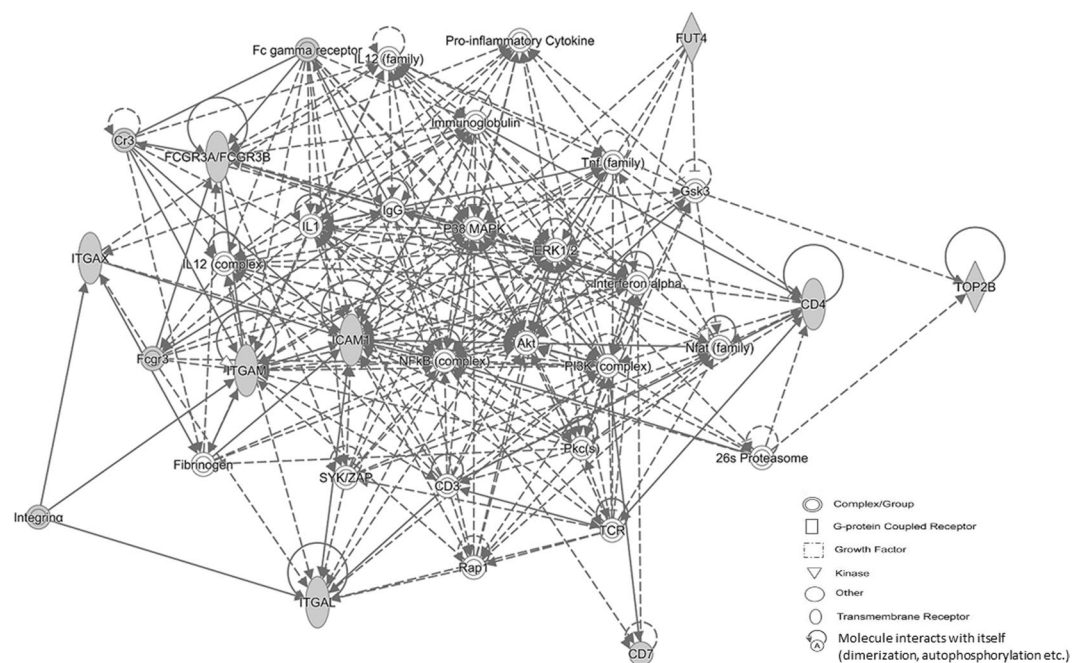 Fc gamma receptor
IL12 (family)
Pro-inflammatory Cytokine
FUT4
Cr3
FCGR3A/FCGR3B
Immunoglobulin
Tnf (family)
Gsk3
IL1
IgG
P38 MAPK
ERK1/2
ITGAX
IL12 (complex)
Interferon alpha
CD4
TOP2B
Fcgr3
ITGAM
ICAM1
NFkB (complex)
Akt
PI3K (complex)
Nfat (family)
Fibrinogen
SYK/ZAP
CD3
Pkc(s)
26s Proteasome
Integrinα
TCR
Rap1
ITGAL
CD7
Complex/Group
G-protein Coupled Receptor
Growth Factor
Kinase
Other
Transmembrane Receptor
A
Molecule interacts with itself
(dimerization, autophosphorylation etc.)